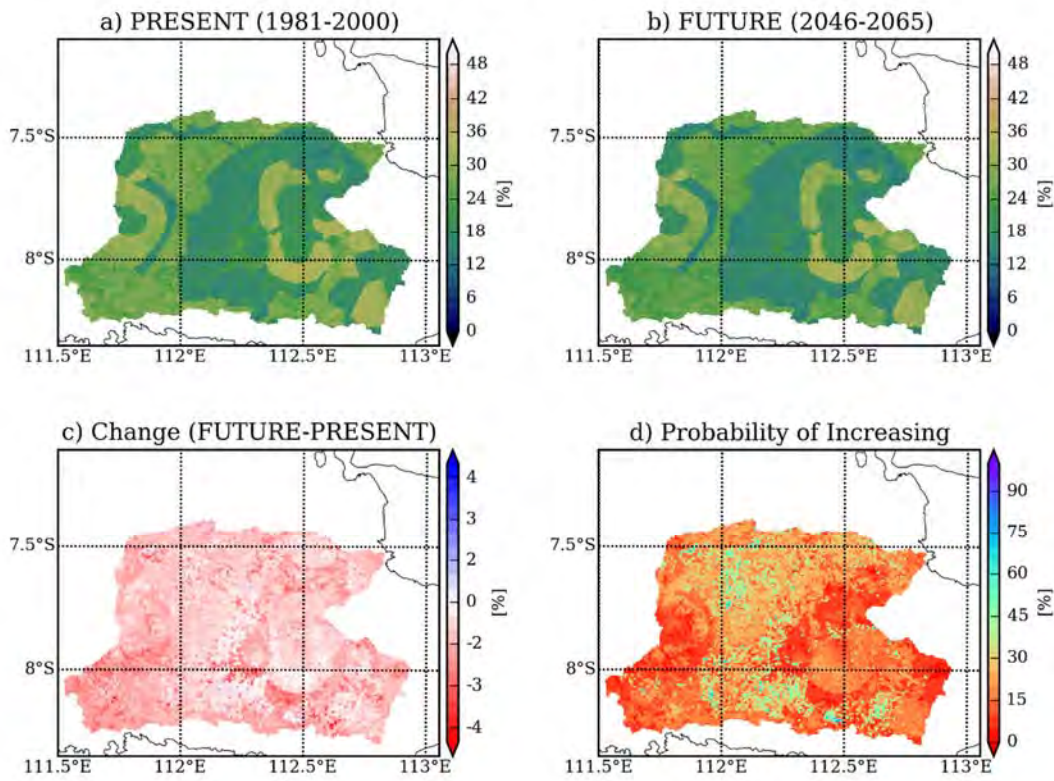 a) PRESENT (1981-2000)
48
42
36
30
24
18
12
6
0
[%]
7.5°S
8°S
111.5°E
112°E
112.5°E
113°E
b) FUTURE (2046-2065)
48
42
36
30
24
18
12
6
0
[%]
7.5°S
8°S
111.5°E
112°E
112.5°E
113°E
c) Change (FUTURE-PRESENT)
4
3
2
1
0
-1
-2
-3
-4
[%]
7.5°S
8°S
111.5°E
112°E
112.5°E
113°E
d) Probability of Increasing
90
75
60
45
30
15
0
[%]
7.5°S
8°S
111.5°E
112°E
112.5°E
113°E